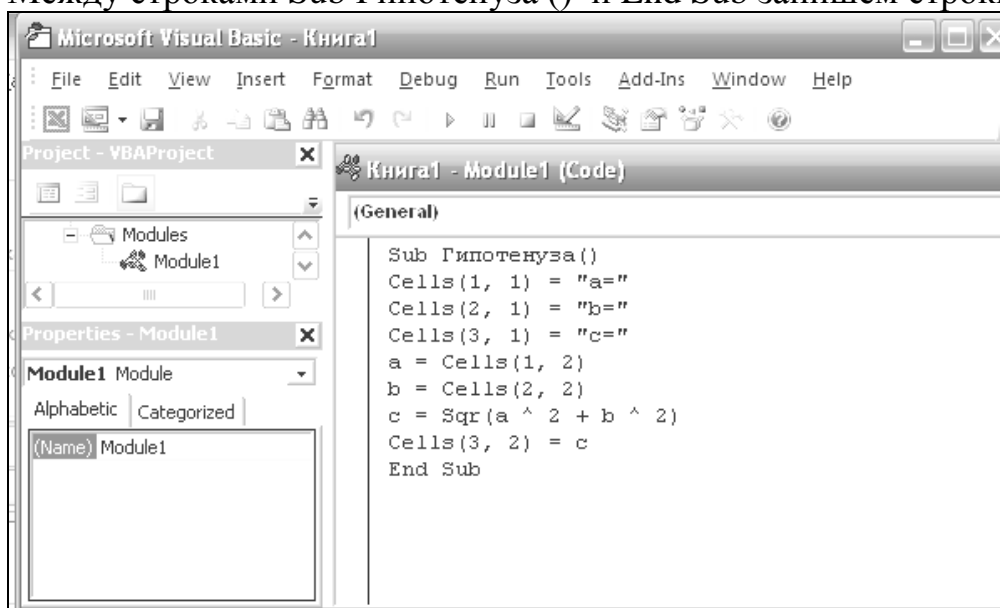 Между строками Sub Гипотенуза () и End Sub запишем строки
Microsoft Visual Basic - Книга1
File Edit View Insert Format Debug Run Tools Add-Ins Window Help
Project - VBAProject
Modules
Module1
Properties - Module1
Module1 Module
Alphabetic Categorized
(Name) Module1
Книга1 - Module1 (Code)
(General)
Sub Гипотенуза()
Cells(1, 1) = "a="
Cells(2, 1) = "b="
Cells(3, 1) = "c="
a = Cells(1, 2)
b = Cells(2, 2)
c = Sqr(a ^ 2 + b ^ 2)
Cells(3, 2) = c
End Sub